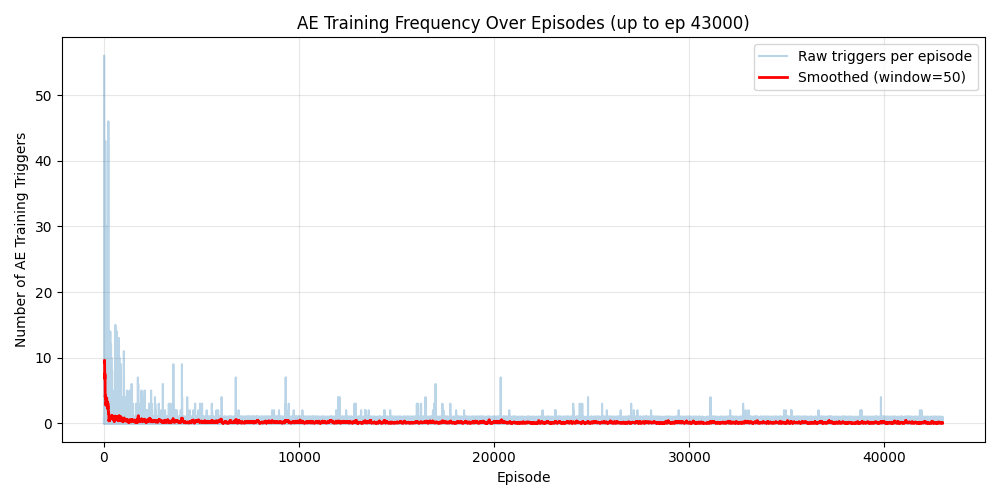 AE Training Frequency Over Episodes (up to ep 43000)
Raw triggers per episode
Smoothed (window=50)
Number of AE Training Triggers
50
40
30
20
10
0
0
10000
20000
30000
40000
Episode